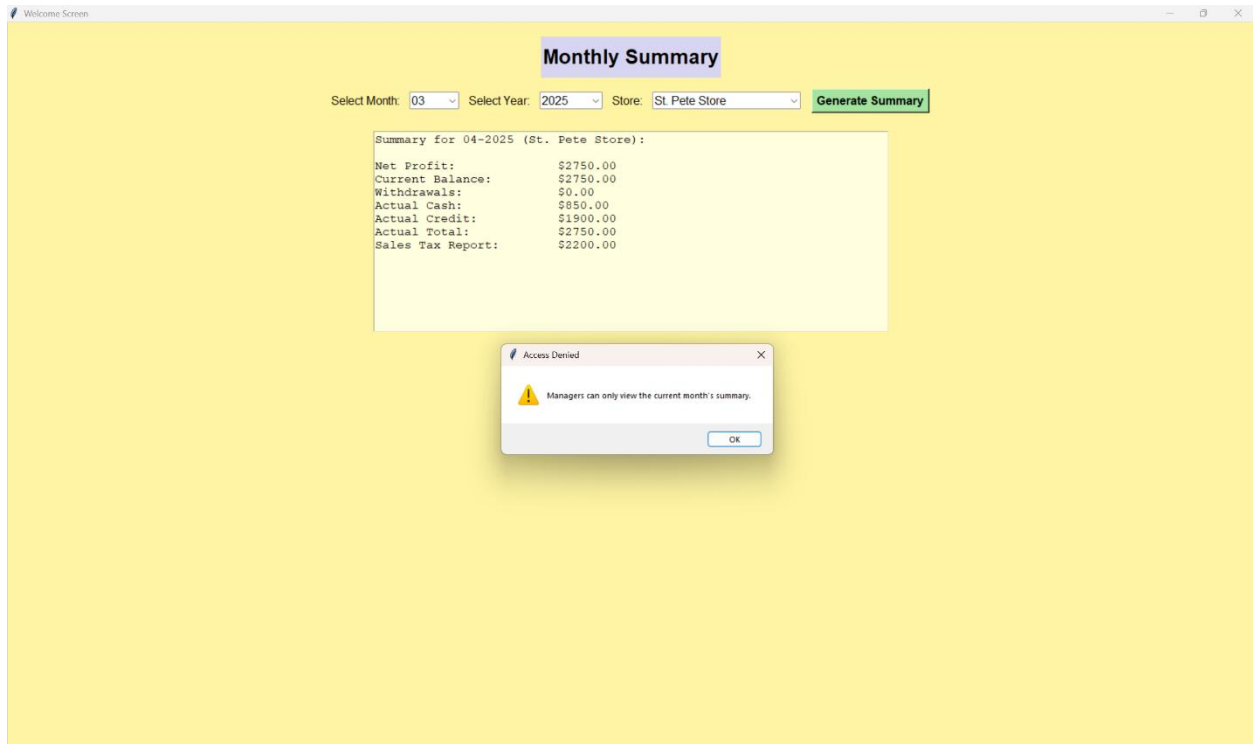 Welcome Screen
Monthly Summary
Select Month: 03 Select Year: 2025 Store: St. Pete Store Generate Summary
Summary for 04-2025 (St. Pete Store):
Net Profit: $2750.00
Current Balance: $2750.00
Withdrawals: $0.00
Actual Cash: $850.00
Actual Credit: $1900.00
Actual Total: $2750.00
Sales Tax Report: $2200.00
Access Denied
Managers can only view the current month's summary.
OK